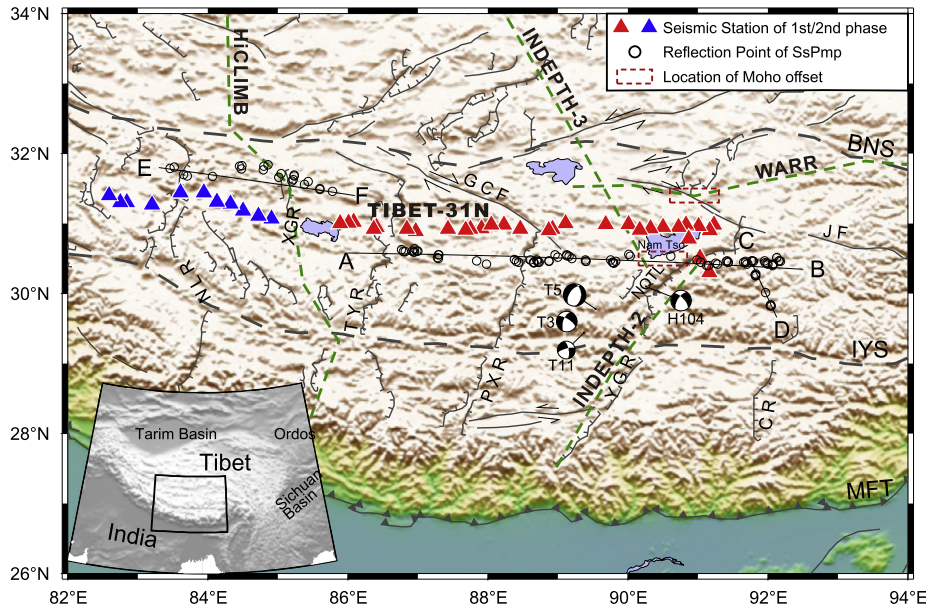 34°N
32°N
30°N
28°N
26°N
82°E
84°E
86°E
88°E
90°E
92°E
94°E
Seismic Station of 1st/2nd phase
Reflection Point of SsPmp
Location of Moho offset
HiCLIMB
INDEPTH-3
BNS
WARR
E
F
GCF
TIBET-31N
XGR
JF
Nam Tso
C
A
B
NLR
TYR
T5
NQTL
H104
T3
D
T11
INDEPTH-2
IYS
PXR
YGR
CR
MFT
Tarim Basin
Ordos
Tibet
Sichuan
Basin
India